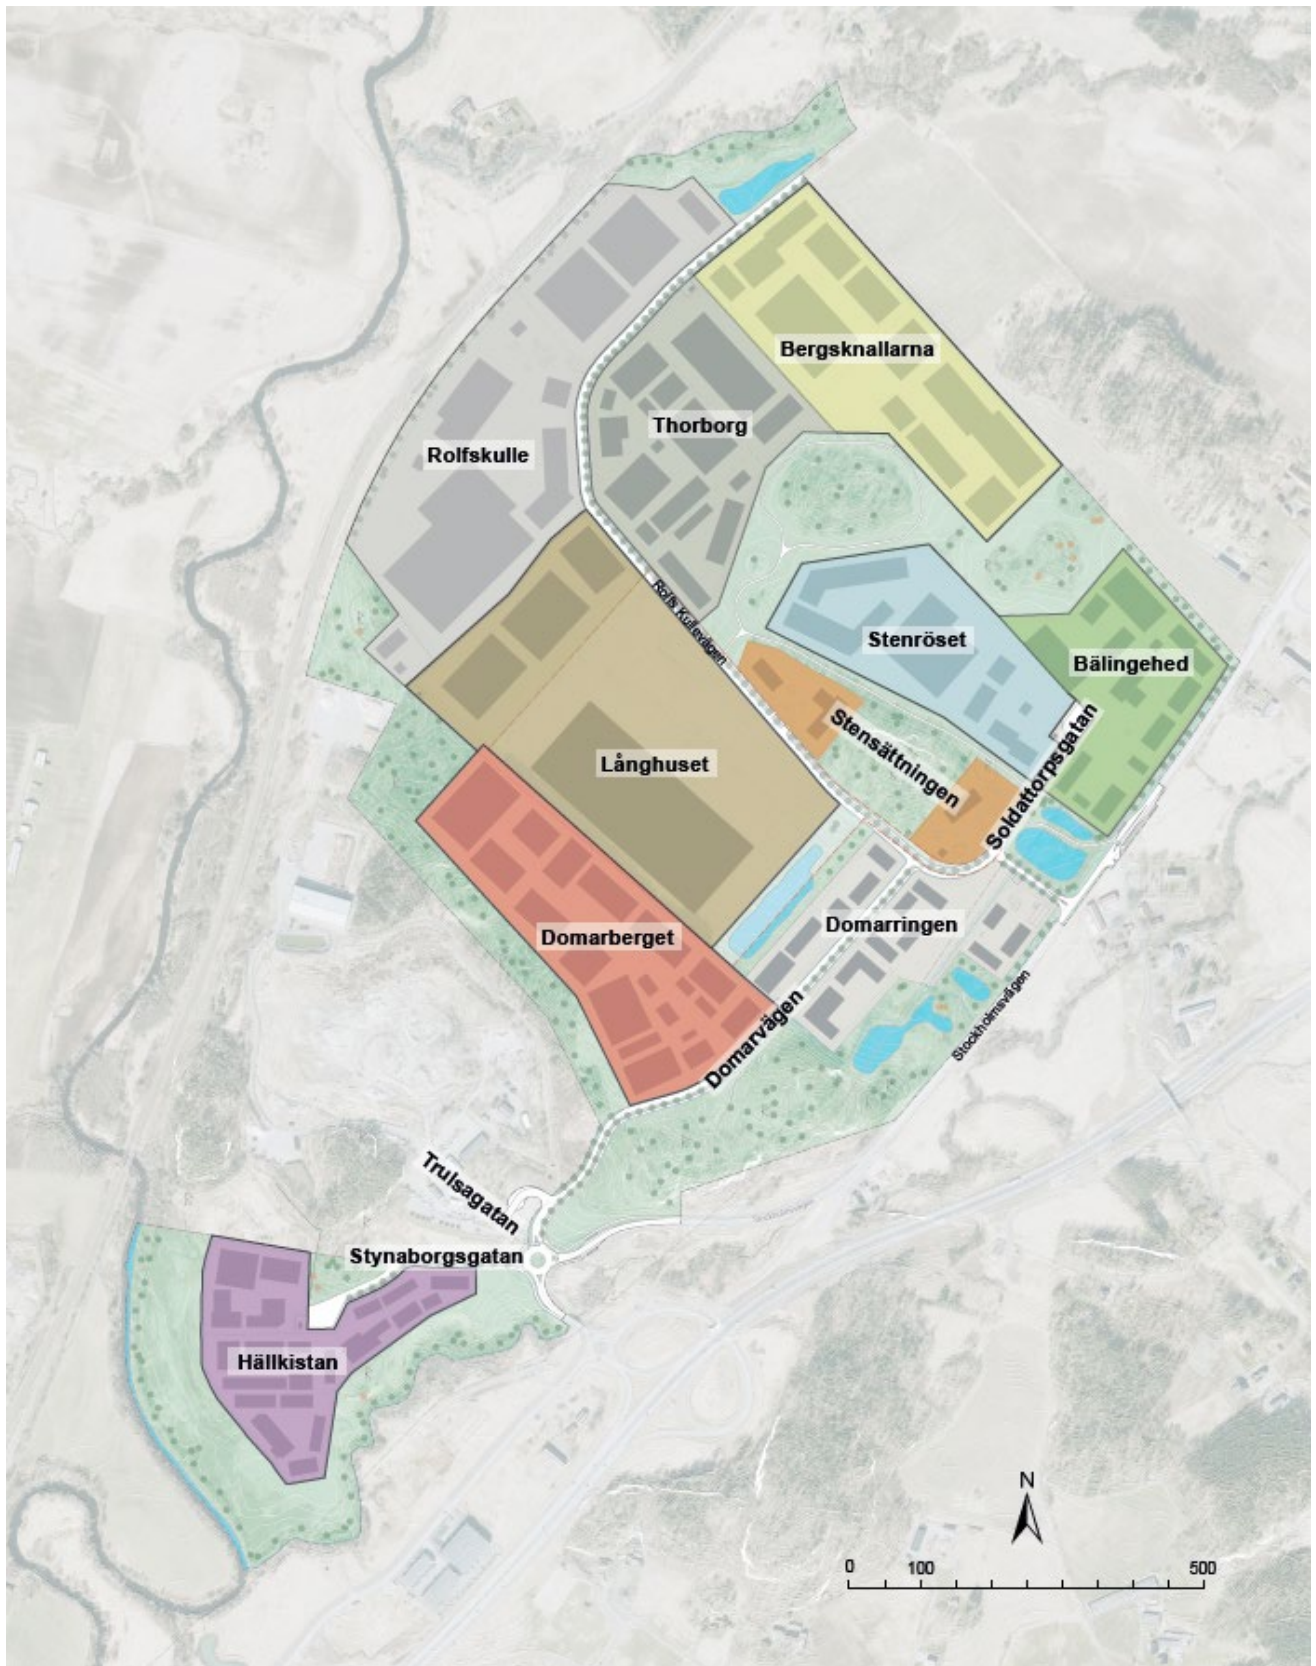 Bergsknallarna
Thorborg
Rolfskulle
Rolfs Kullevägen
Stenröset
Bälingehed
Stensättningen
Soldattorpsgatan
Långhuset
Domarringen
Domarberget
Domarvägen
Stockholmsvägen
Trulsagatan
Stynaborgsgatan
Hällkistan
N
0 100 500